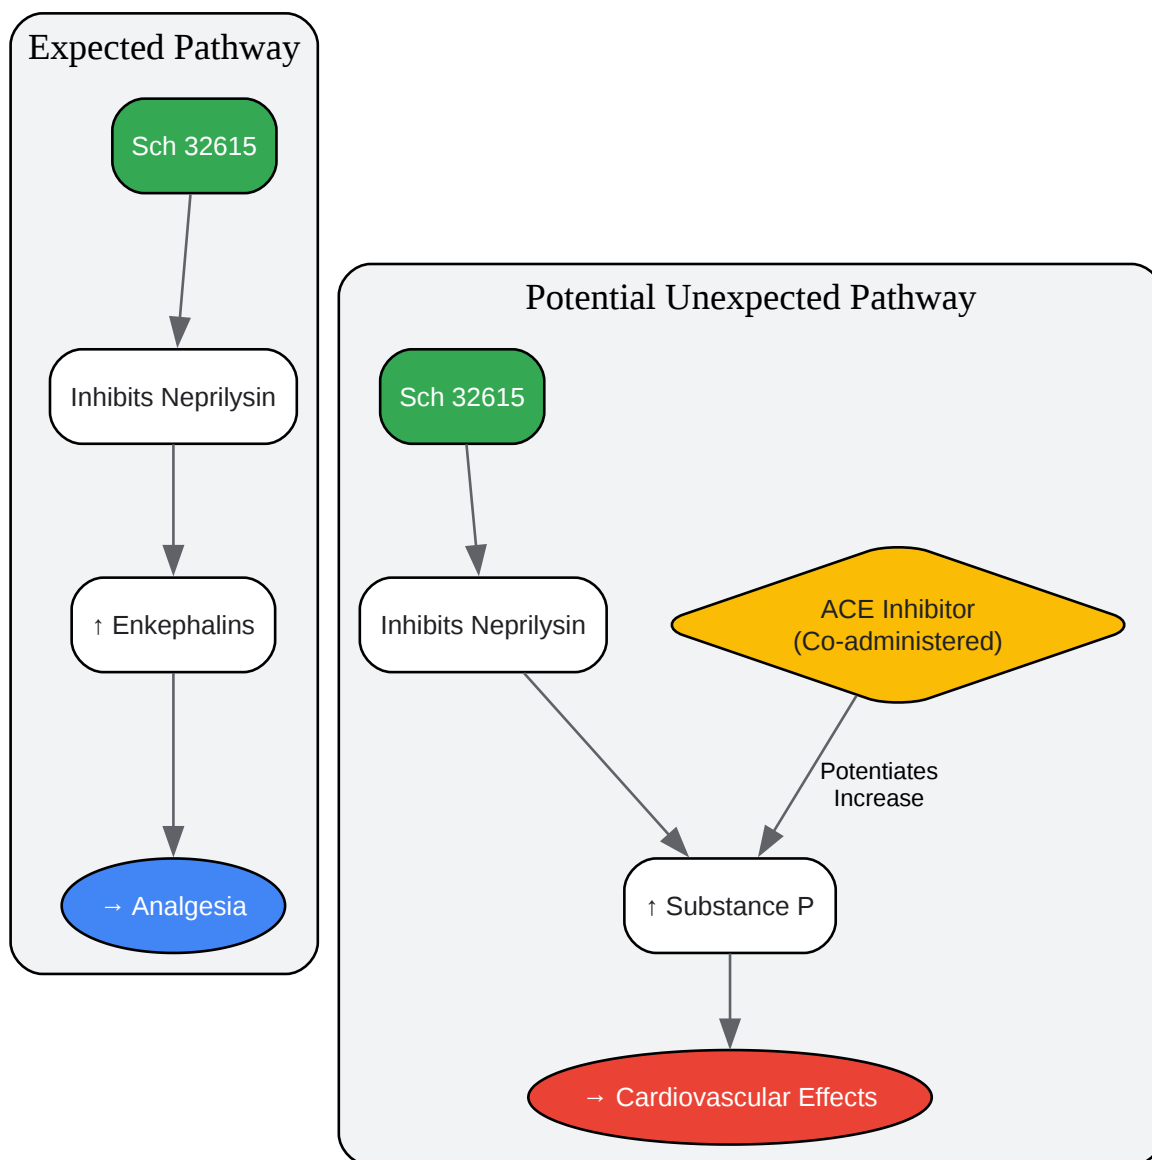 Expected Pathway
Sch 32615
Inhibits Neprilysin
↑ Enkephalins
→ Analgesia
Potential Unexpected Pathway
Sch 32615
Inhibits Neprilysin
ACE Inhibitor
(Co-administered)
Potentiates
Increase
↑ Substance P
→ Cardiovascular Effects